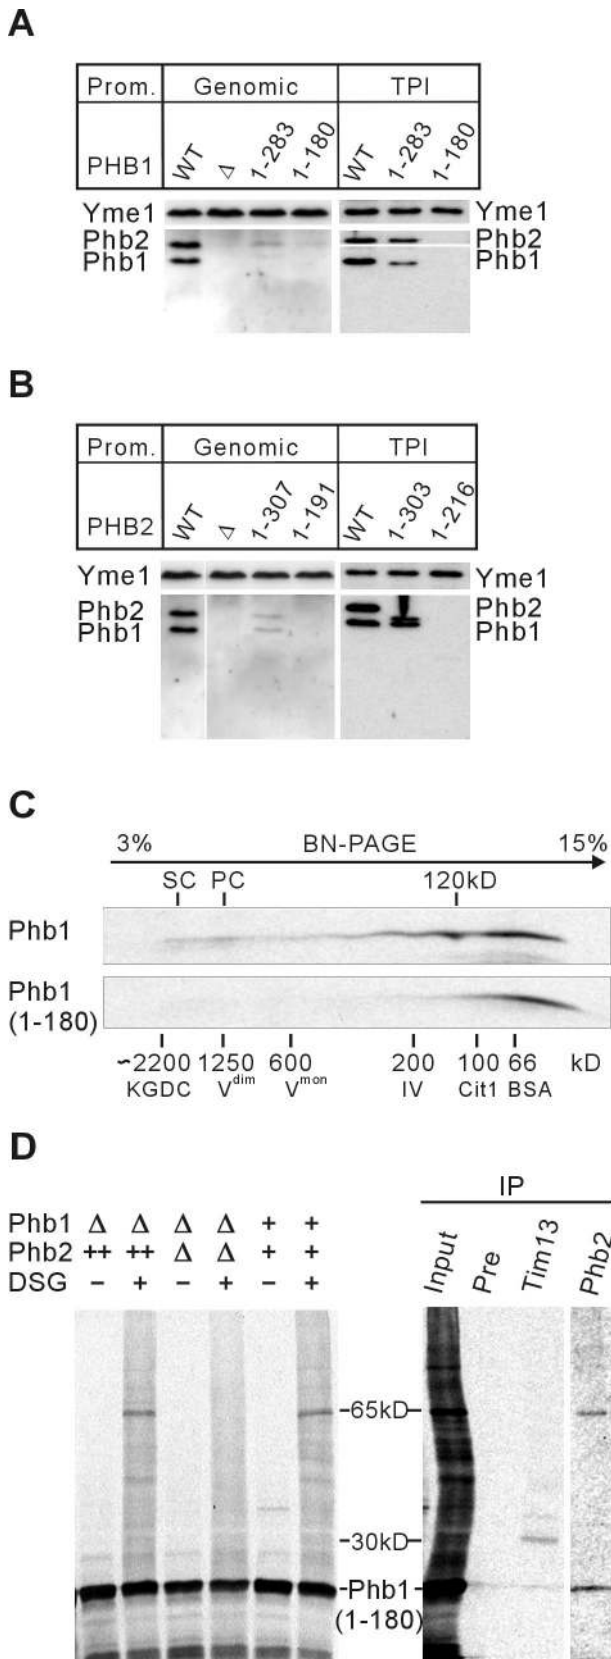 A
Prom. Genomic TPI
PHB1 WT Δ 1-283 1-180 WT 1-283 1-180
Yme1 Yme1
Phb2 Phb2
Phb1 Phb1
B
Prom. Genomic TPI
PHB2 WT Δ 1-307 1-191 WT 1-303 1-216
Yme1 Yme1
Phb2 Phb2
Phb1 Phb1
C
3% BN-PAGE 15%
SC PC 120kD
Phb1
Phb1
(1-180)
~2200 1250 600 200 100 66 kD
KGDC Vdim Vmon IV Cit1 BSA
D
IP
Phb1 Δ Δ Δ Δ + +
Phb2 ++ ++ Δ Δ + +
DSG - + - + - +
Input Pre Tim13 Phb2
-65kD-
-30kD-
-Phb1-
(1-180)